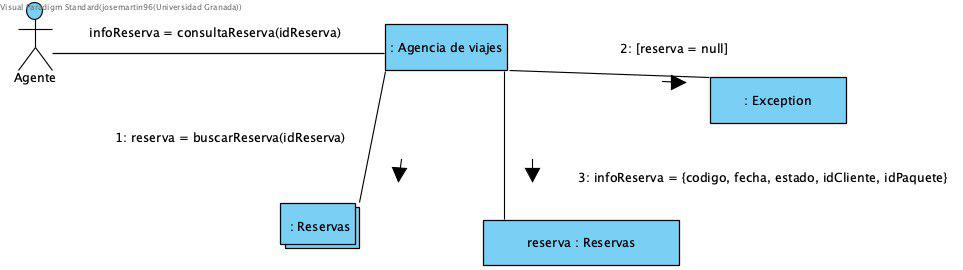 Visual Paradigm Standard(josemartin96(Universidad Granada))
infoReserva = consultaReserva(idReserva)
: Agencia de viajes
2: [reserva = null]
Agente
: Exception
1: reserva = buscarReserva(idReserva)
3: infoReserva = {codigo, fecha, estado, idCliente, idPaquete}
: Reservas
reserva : Reservas